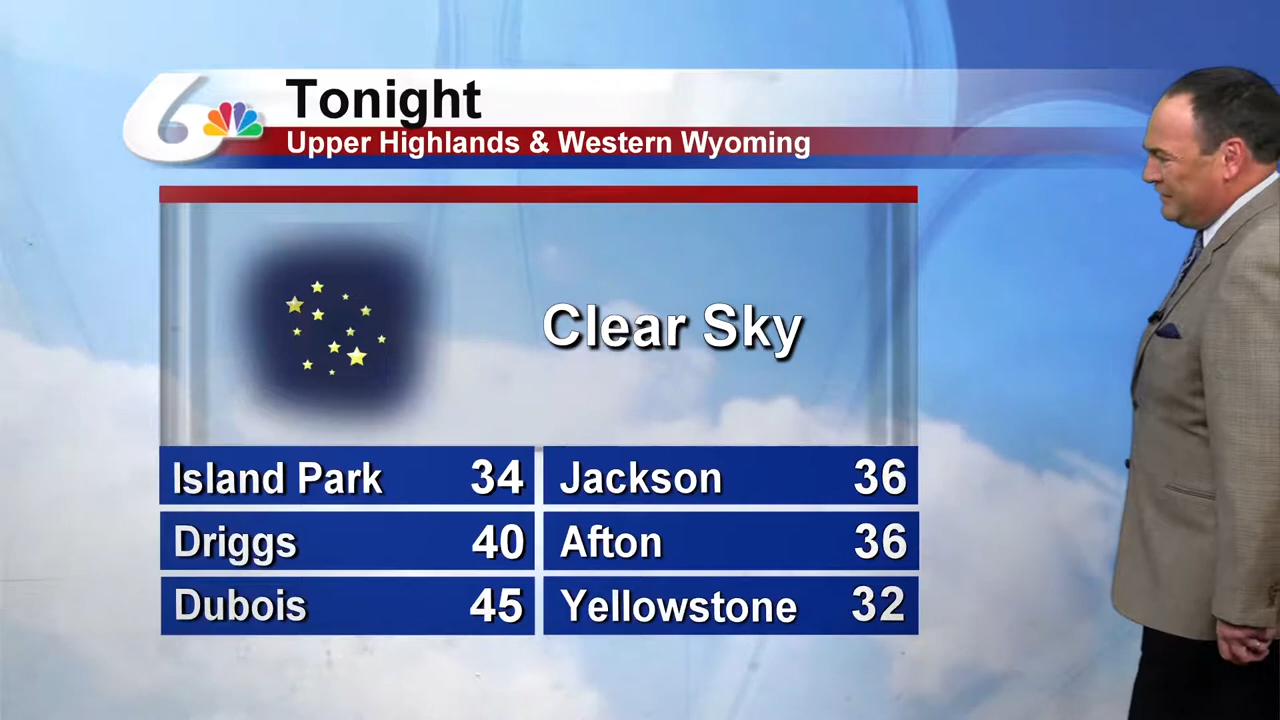 6
Tonight
Upper Highlands & Western Wyoming
Clear Sky
Island Park 34 Jackson 36
Driggs 40 Afton 36
Dubois 45 Yellowstone 32